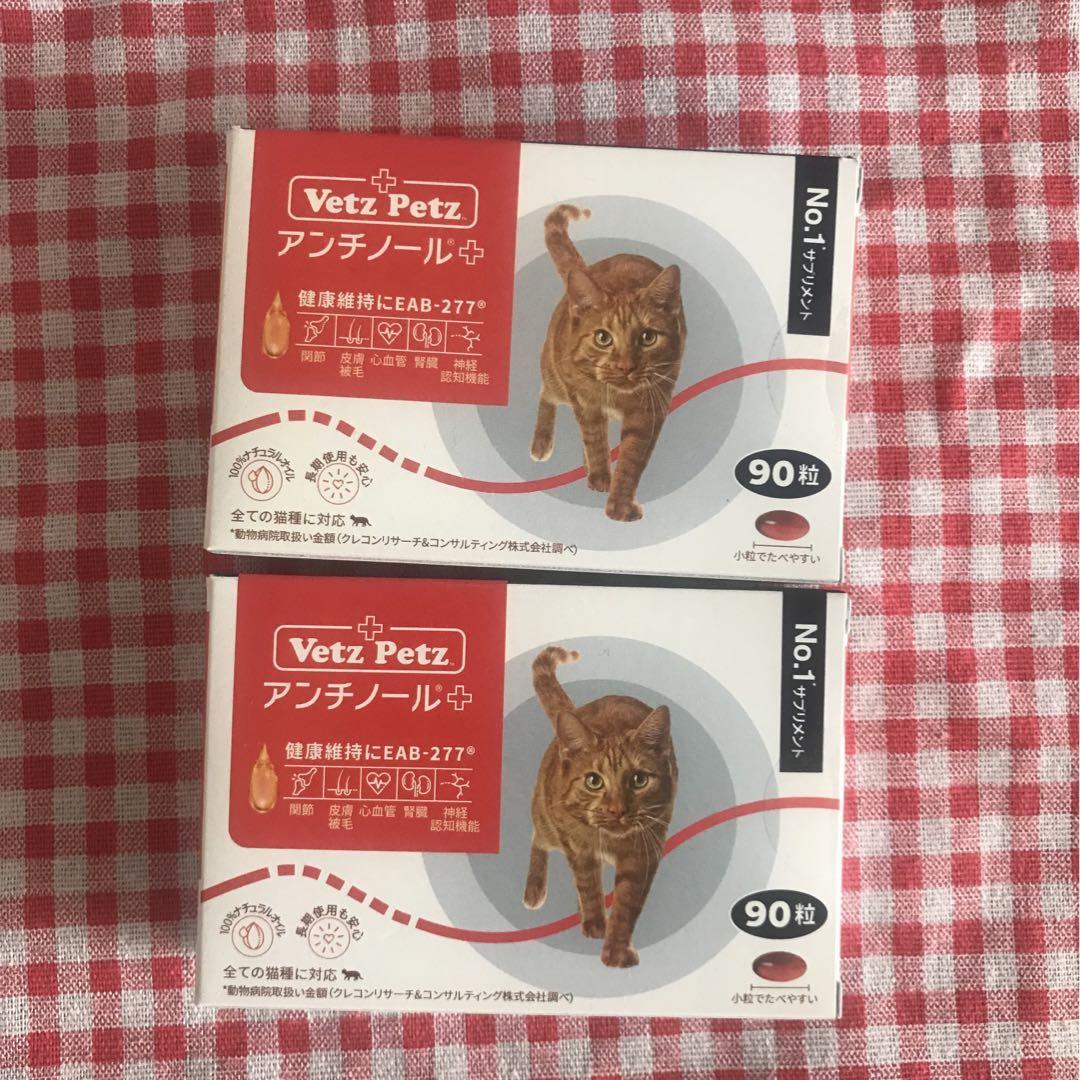 Vetz Petz™
アンチノール®
健康維持にEAB-277®
関節 皮膚被毛 心血管 腎臓 神経認知機能
100%ナチュラルオイル
長期使用も安心
全ての猫種に対応
*動物病院取扱い金額(クレコンリサーチ&コンサルティング株式会社調べ)
No.1*サプリメント
90粒
小粒でたべやすい
Vetz Petz™
アンチノール®
健康維持にEAB-277®
関節 皮膚被毛 心血管 腎臓 神経認知機能
100%ナチュラルオイル
長期使用も安心
全ての猫種に対応
*動物病院取扱い金額(クレコンリサーチ&コンサルティング株式会社調べ)
No.1*サプリメント
90粒
小粒でたべやすい